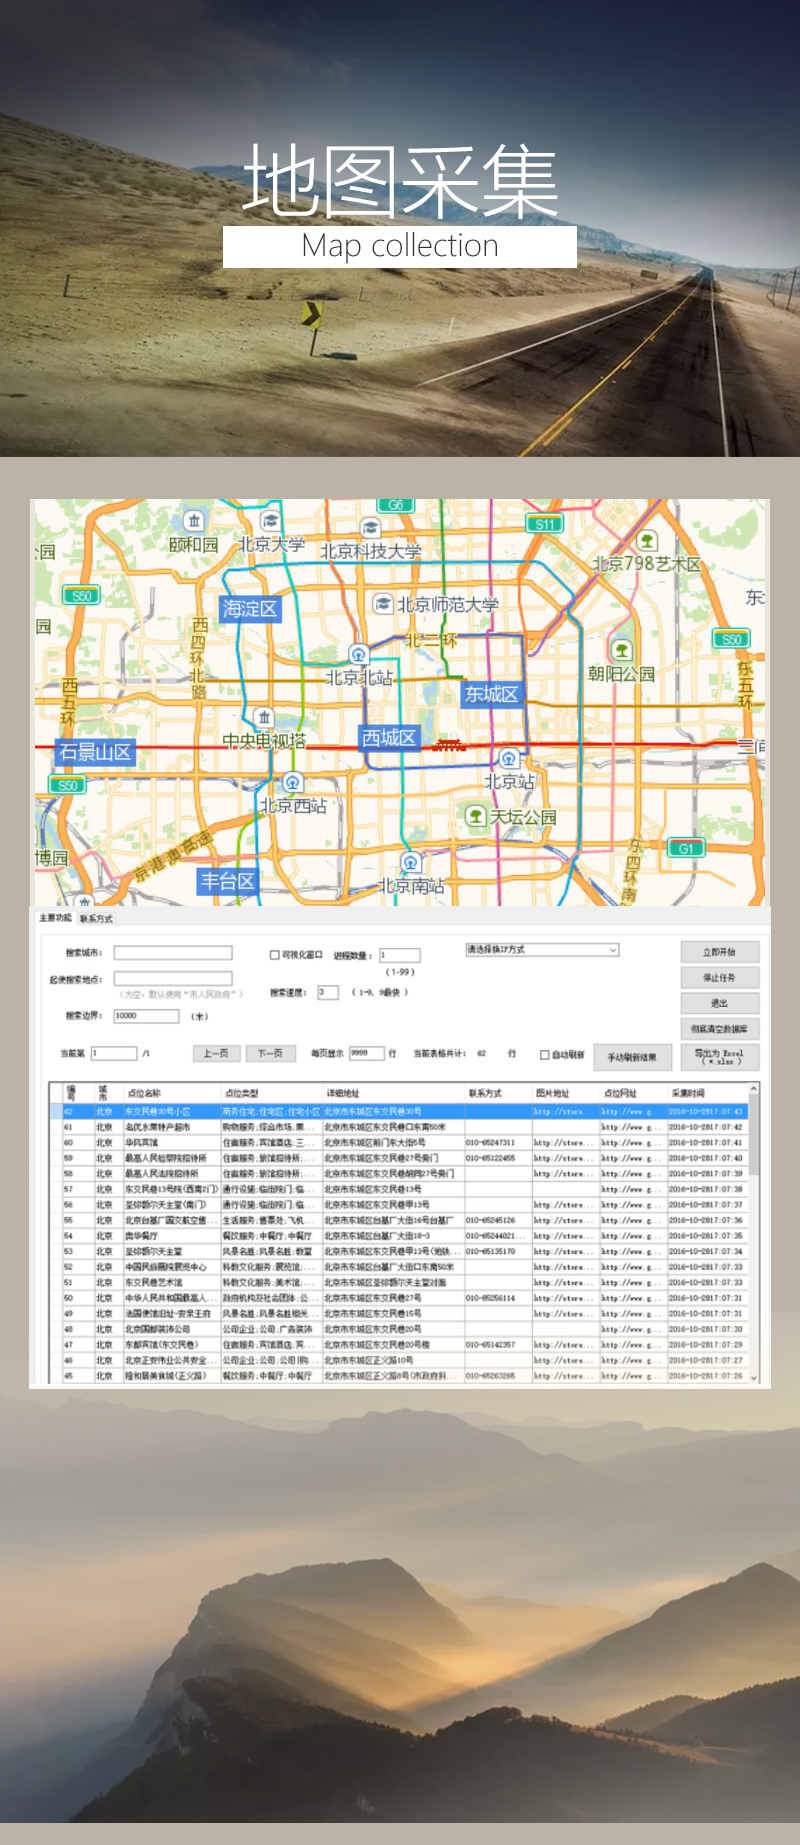 地图采集
Map collection
G6
S11
颐和园
北京大学
北京科技大学
公园
北京798艺术区
S50
海淀区
北京师范大学
园
西四环北路
北二环
S50
北京北站
朝阳公园
东五环
西五环
东城区
中央电视塔
西城区
石景山区
三间
S50
北京西站
北京站
天坛公园
京港澳高速
博园
G1
东四环南
丰台区
北京南站
主要功能 联系方式
搜索城市: 可视化窗口 进程数量: 1 请选择换IP方式 立即开始
(1-99)
起使搜索地点: 停止任务
(为空,默认使用“市人民政府”) 搜索速度: 3 (1-9, 9最快) 退出
搜索边界: 10000 (米) 彻底清空数据库
当前第 1 /1 上一页 下一页 每页显示 9999 行 当前表格共计: 62 行 自动刷新 手动刷新结果 导出为 Excel (*.xlsx)
编号 城市 点位名称 点位类型 详细地址 联系方式 图片地址 点位网址 采集时间
62 北京 东交民巷30号小区 商务住宅;住宅区;住宅小区 北京市东城区东交民巷30号 http://store... http://www.g... 2016-10-2817:07:43
61 北京 名优水果特产超市 购物服务;综合市场;果... 北京市东城区东交民巷口东南50米 http://www.g... 2016-10-2817:07:42
60 北京 华风宾馆 住宿服务;宾馆酒店;三... 北京市东城区前门东大街5号 010-65247311 http://store... http://www.g... 2016-10-2817:07:41
59 北京 最高人民检察院招待所 住宿服务;旅馆招待所;... 北京市东城区东交民巷27号旁门 010-65122455 http://store... http://www.g... 2016-10-2817:07:40
58 北京 最高人民法院招待所 住宿服务;旅馆招待所;... 北京市东城区东交民巷胡同27号旁门 http://store... http://www.g... 2016-10-2817:07:39
57 北京 东交民巷13号院(西南2门) 通行设施;临街院门;临... 北京市东城区东交民巷13号 http://www.g... 2016-10-2817:07:38
56 北京 圣弥额尔天主堂(南门) 通行设施;临街院门;临... 北京市东城区东交民巷甲13号 http://store... http://www.g... 2016-10-2817:07:37
55 北京 北京台基厂国交航空售... 生活服务;售票处;飞机... 北京市东城区台基厂大街16号台基厂 010-65245126 http://store... http://www.g... 2016-10-2817:07:36
54 北京 奥华餐厅 餐饮服务;中餐厅;中餐厅 北京市东城区台基厂大街18-3 010-65244021... http://store... http://www.g... 2016-10-2817:07:35
53 北京 圣弥额尔天主堂 风景名胜;风景名胜;教堂 北京市东城区东交民巷甲13号(地铁... 010-65135170 http://store... http://www.g... 2016-10-2817:07:34
52 北京 中国民族画院展览中心 科教文化服务;展览馆;... 北京市东城区台基厂大街口东南50米 http://store... http://www.g... 2016-10-2817:07:33
51 北京 东交民巷艺术馆 科教文化服务;美术馆;... 北京市东城区圣弥额尔天主堂对面 http://store... http://www.g... 2016-10-2817:07:33
50 北京 中华人民共和国最高人... 政府机构及社会团体;公... 北京市东城区东交民巷27号 010-65256114 http://store... http://www.g... 2016-10-2817:07:31
49 北京 法国使馆旧址-安亲王府 风景名胜;风景名胜相关... 北京市东城区东交民巷15号 http://store... http://www.g... 2016-10-2817:07:31
48 北京 北京国都装饰公司 公司企业;公司;广告装饰 北京市东城区东交民巷20号 http://www.g... 2016-10-2817:07:30
47 北京 东都宾馆(东交民巷) 住宿服务;宾馆酒店;宾... 北京市东城区东交民巷20号楼 010-65142357 http://store... http://www.g... 2016-10-2817:07:29
46 北京 北京正安伟业公共安全... 公司企业;公司;公司|购... 北京市东城区正义路10号 http://store... http://www.g... 2016-10-2817:07:27
45 北京 隆和晨美食城(正义路) 餐饮服务;中餐厅;中餐厅 北京市东城区正义路8号(市政府斜... 010-65263265 http://store... http://www.g... 2016-10-2817:07:26